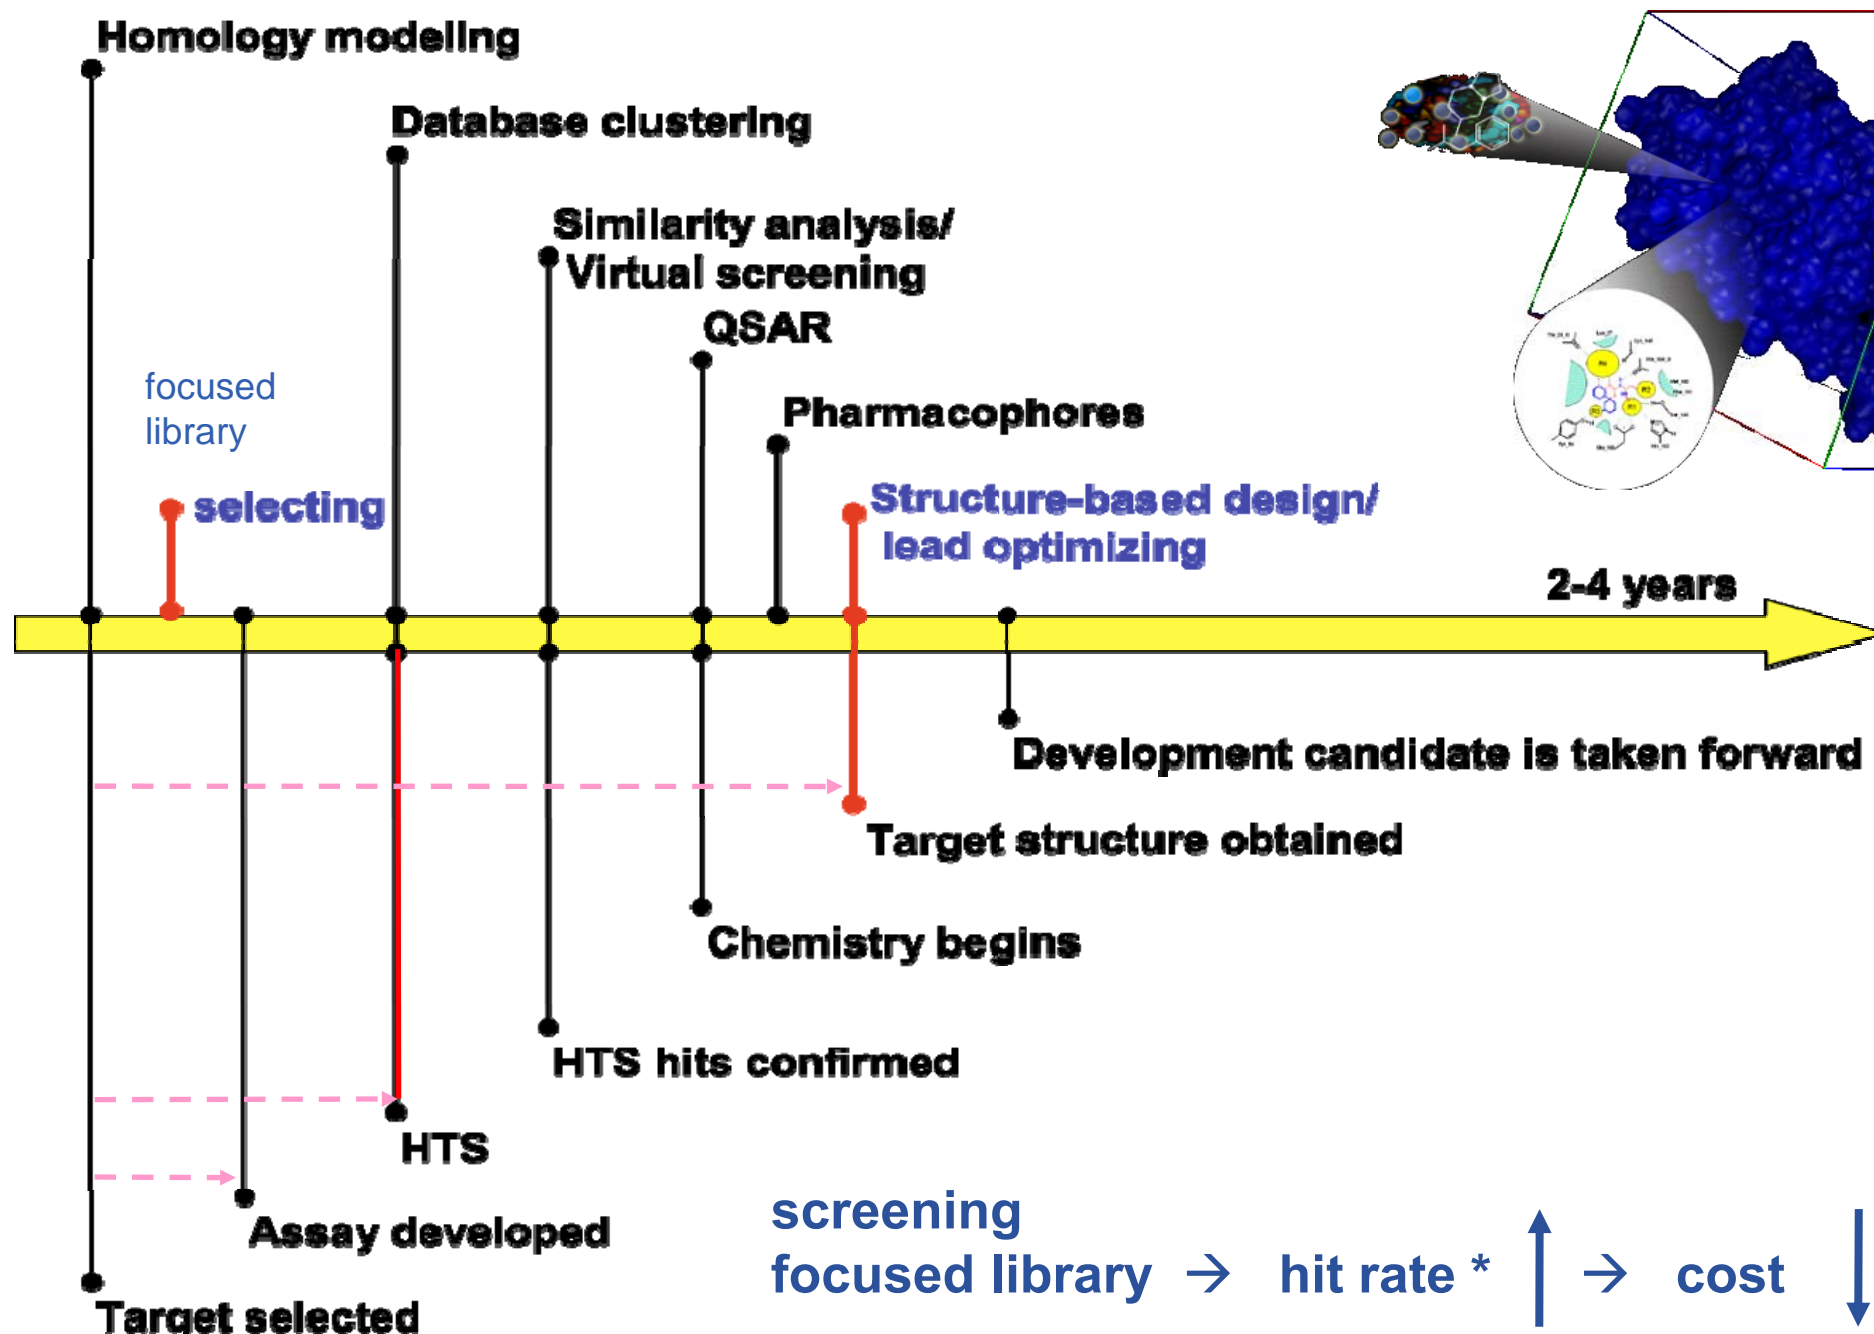 Homology modeling
Database clustering
Similarity analysis/
Virtual screening
QSAR
focused
library
Pharmacophores
selecting
Structure-based design/
lead optimizing
2-4 years
Development candidate is taken forward
Target structure obtained
Chemistry begins
HTS hits confirmed
HTS
Assay developed
Target selected
screening
focused library → hit rate * ↑ → cost ↓
R2